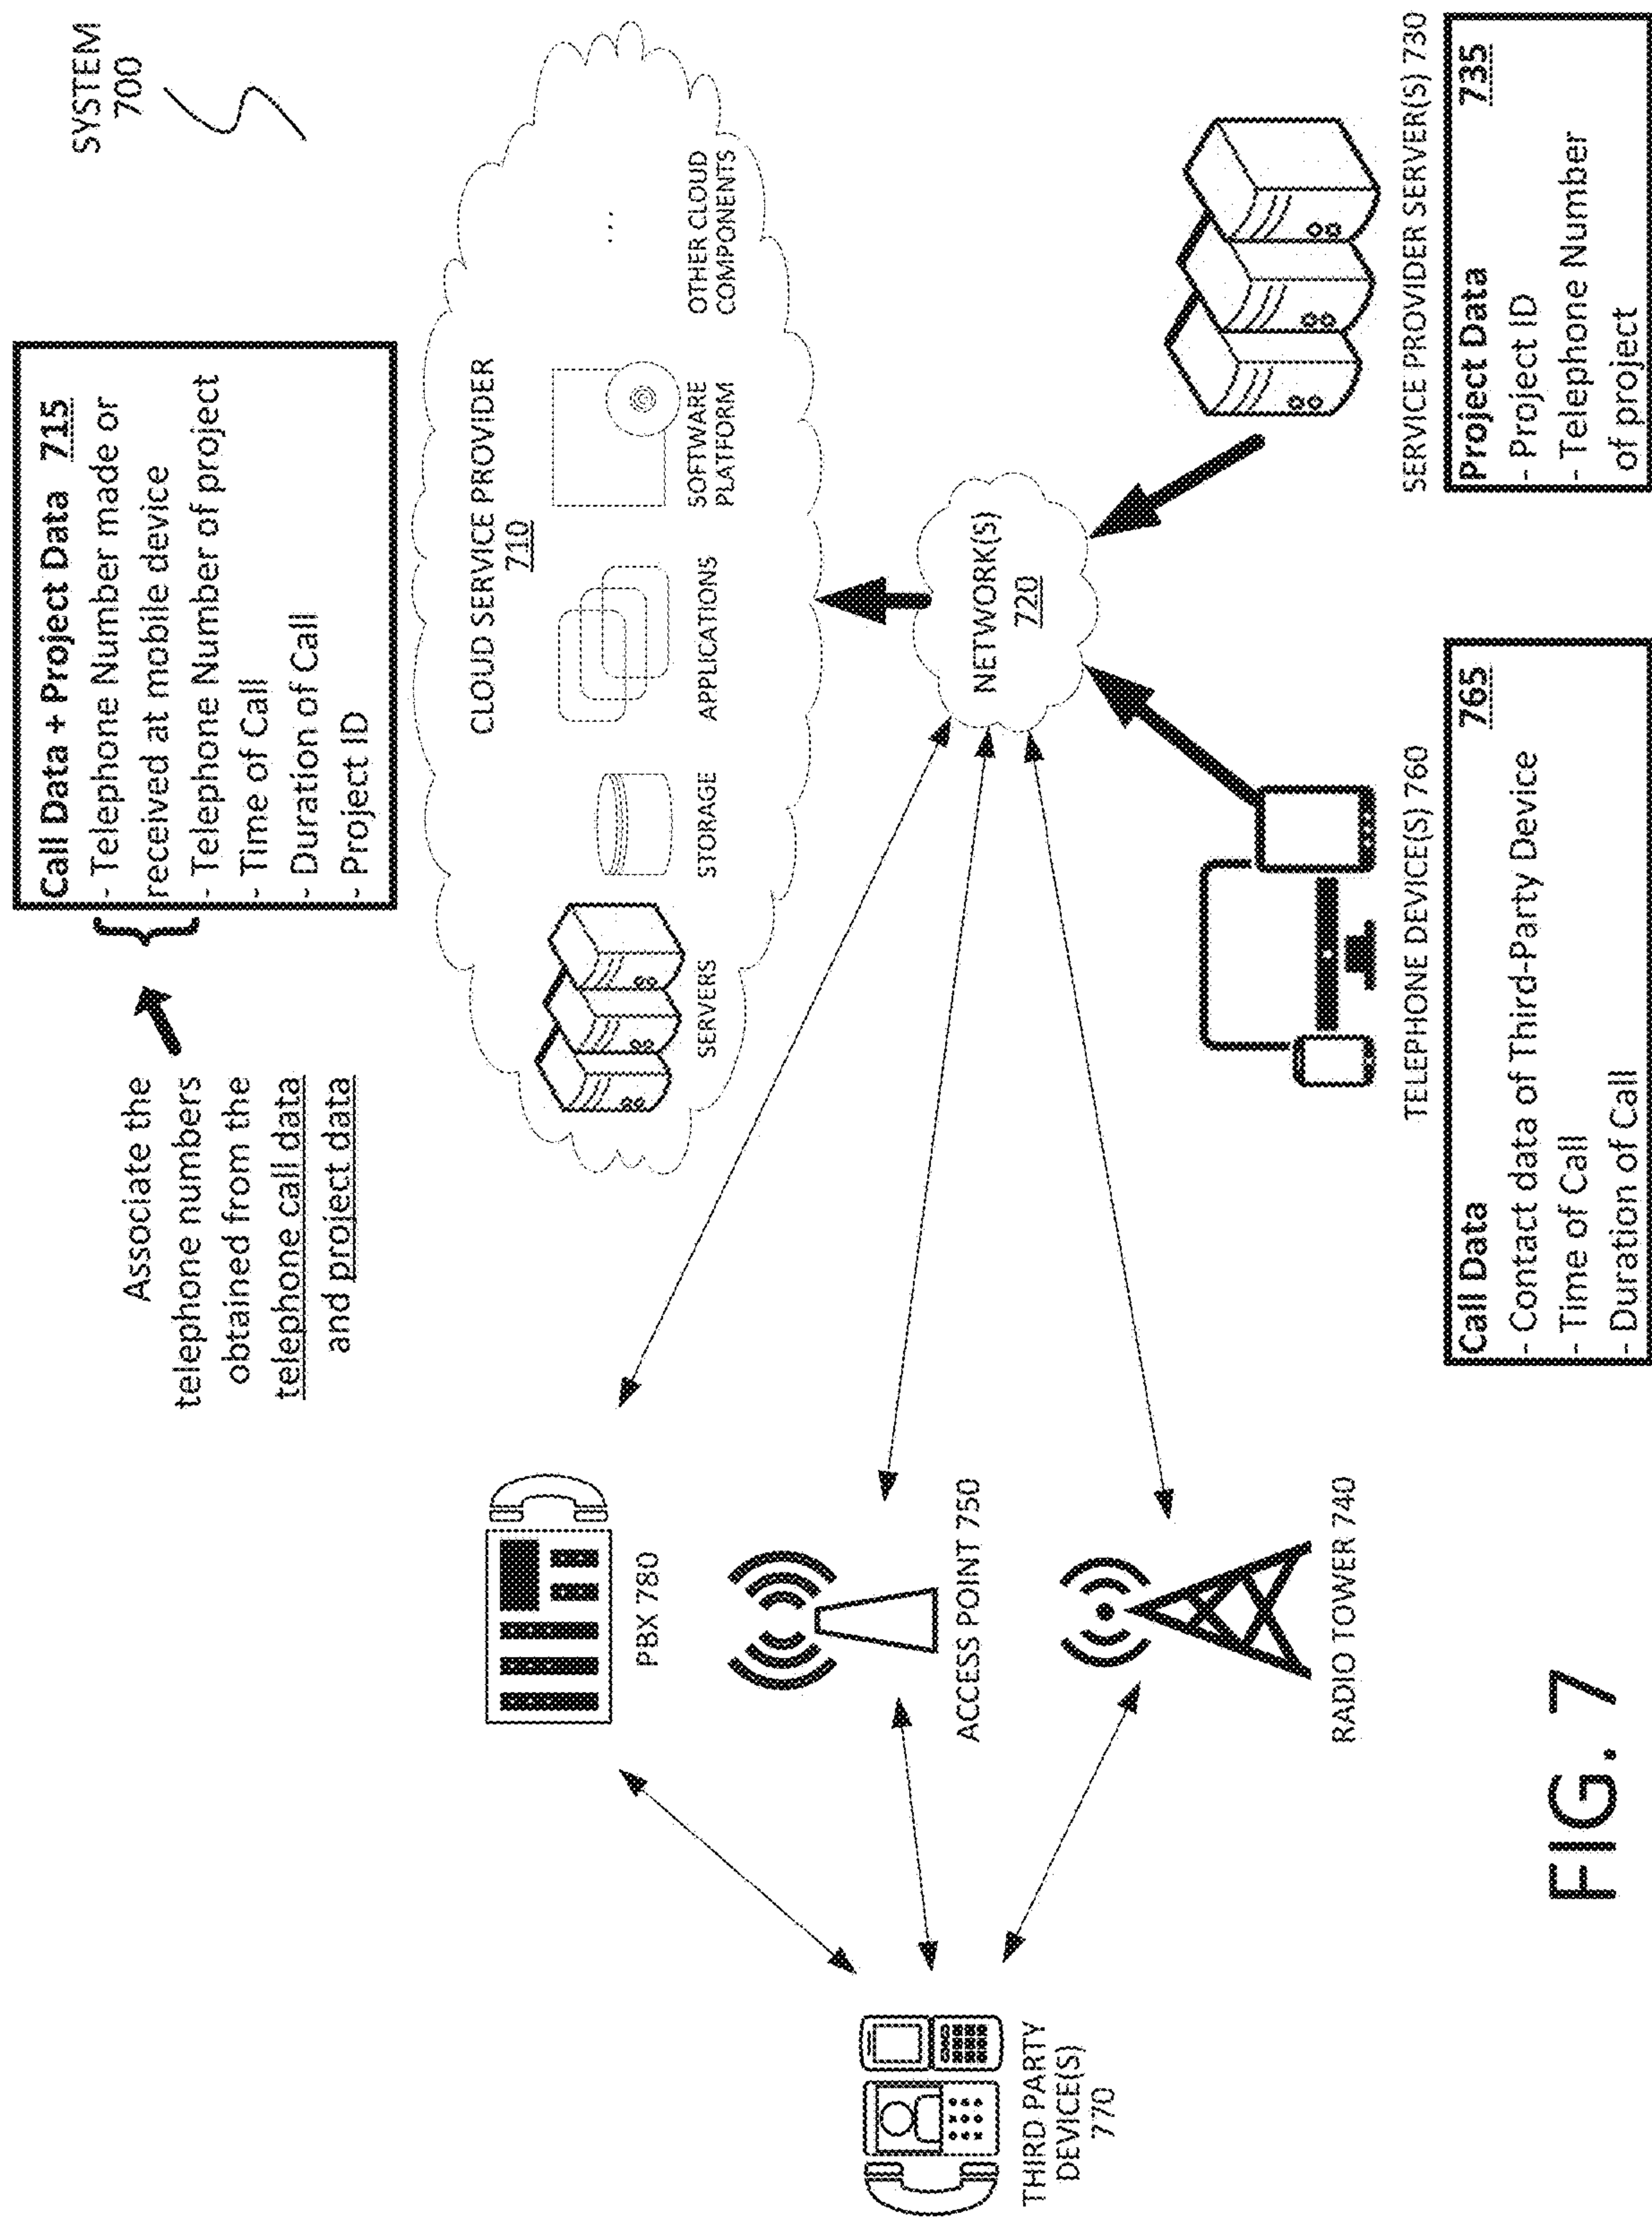 SYSTEM
700
Call Data + Project Data 715
- Telephone Number made or
received at mobile device
- Telephone Number of project
- Time of Call
- Duration of Call
- Project ID
Associate the
telephone numbers
obtained from the
telephone call data
and project data
CLOUD SERVICE PROVIDER
710
SERVERS
STORAGE
APPLICATIONS
SOFTWARE
PLATFORM
...
OTHER CLOUD
COMPONENTS
PBX 780
ACCESS POINT 750
RADIO TOWER 740
NETWORK(S)
720
THIRD PARTY
DEVICE(S)
770
TELEPHONE DEVICE(S) 760
SERVICE PROVIDER SERVER(S) 730
Call Data 765
- Contact data of Third-Party Device
- Time of Call
- Duration of Call
Project Data 735
- Project ID
- Telephone Number
of project
FIG. 7